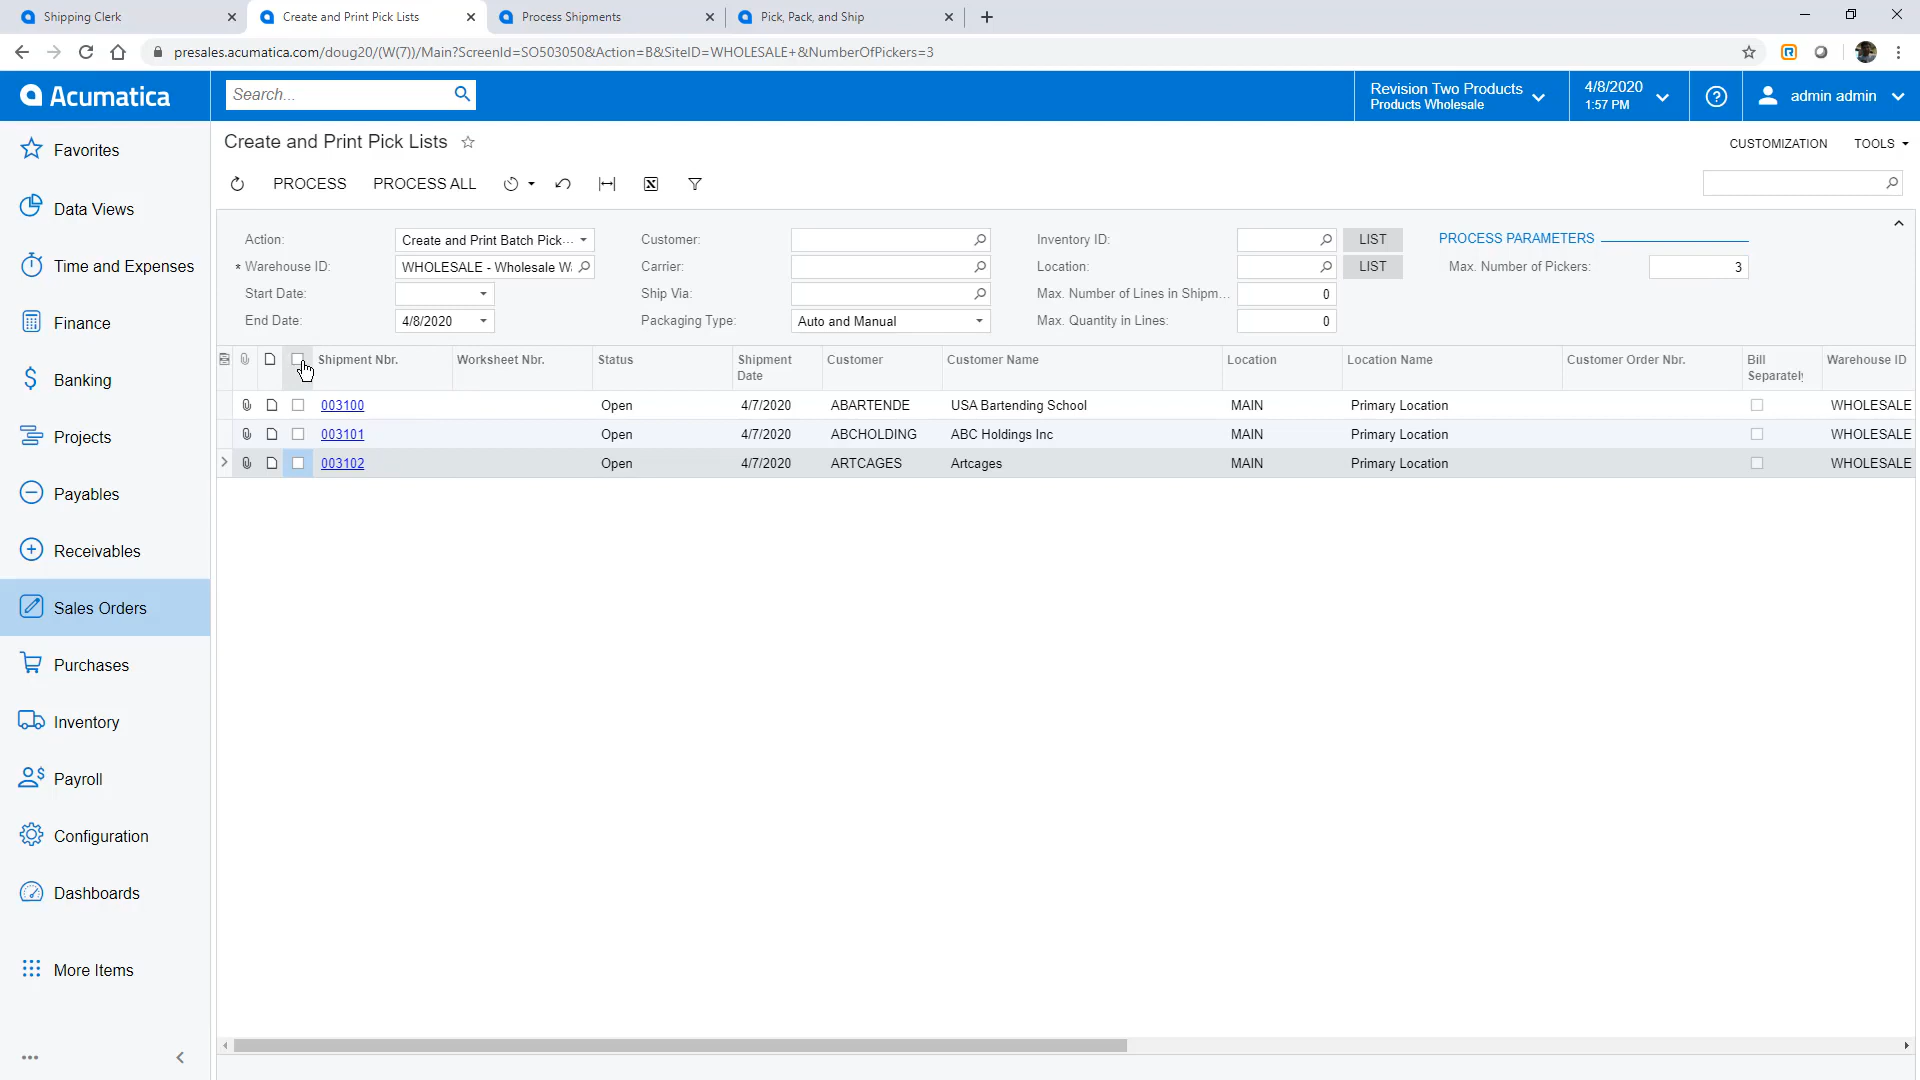 Shipping Clerk
Create and Print Pick Lists
Process Shipments
Pick, Pack, and Ship
presales.acumatica.com/doug20/(W(7))/Main?ScreenId=SO503050&Action=B&SiteID=WHOLESALE+&NumberOfPickers=3
Acumatica
Search...
Revision Two Products
Products Wholesale
4/8/2020
1:57 PM
admin admin
Favorites
Data Views
Time and Expenses
Finance
Banking
Projects
Payables
Receivables
Sales Orders
Purchases
Inventory
Payroll
Configuration
Dashboards
More Items
Create and Print Pick Lists
CUSTOMIZATION TOOLS
PROCESS PROCESS ALL
Action: Create and Print Batch Pick...
* Warehouse ID: WHOLESALE - Wholesale W
Start Date:
End Date: 4/8/2020
Customer:
Carrier:
Ship Via:
Packaging Type: Auto and Manual
Inventory ID: LIST
Location: LIST
Max. Number of Lines in Shipm... 0
Max. Quantity in Lines: 0
PROCESS PARAMETERS
Max. Number of Pickers: 3
Shipment Nbr. Worksheet Nbr. Status Shipment Date Customer Customer Name Location Location Name Customer Order Nbr. Bill Separately Warehouse ID
003100 Open 4/7/2020 ABARTENDE USA Bartending School MAIN Primary Location WHOLESALE
003101 Open 4/7/2020 ABCHOLDING ABC Holdings Inc MAIN Primary Location WHOLESALE
003102 Open 4/7/2020 ARTCAGES Artcages MAIN Primary Location WHOLESALE